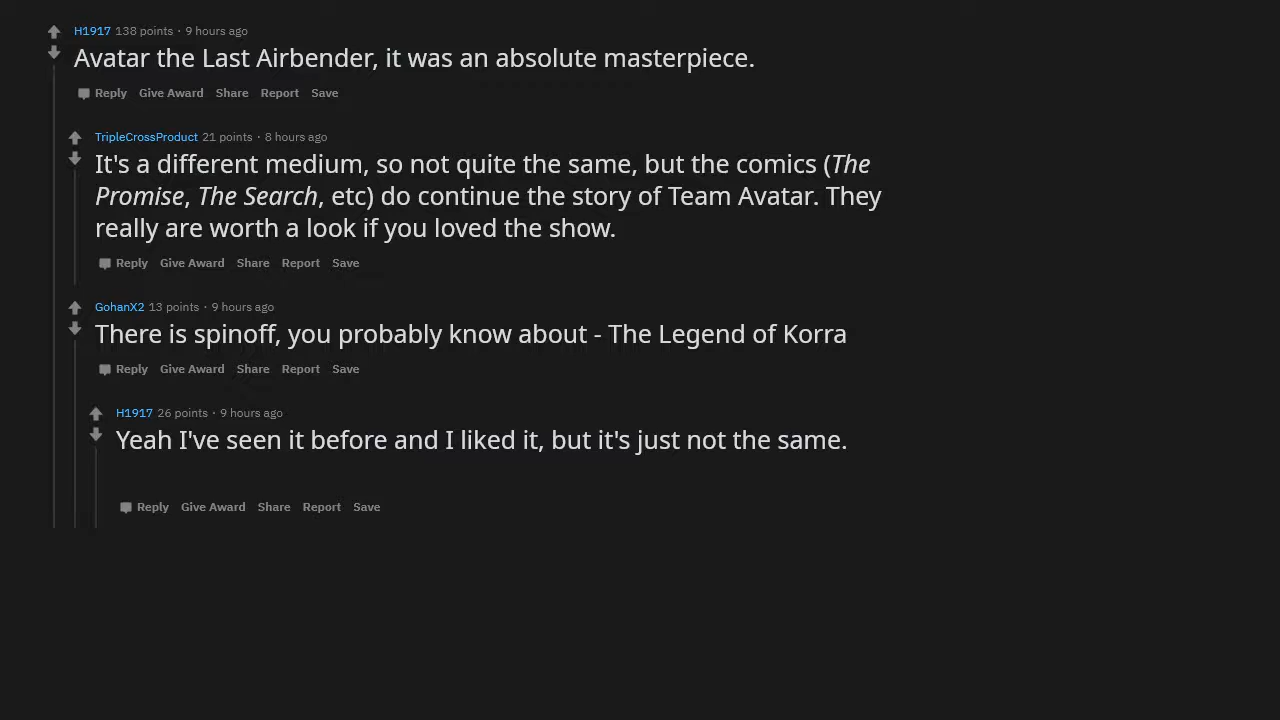 H1917 138 points · 9 hours ago
Avatar the Last Airbender, it was an absolute masterpiece.
Reply Give Award Share Report Save
TripleCrossProduct 21 points · 8 hours ago
It's a different medium, so not quite the same, but the comics (The
Promise, The Search, etc) do continue the story of Team Avatar. They
really are worth a look if you loved the show.
Reply Give Award Share Report Save
GohanX2 13 points · 9 hours ago
There is spinoff, you probably know about - The Legend of Korra
Reply Give Award Share Report Save
H1917 26 points · 9 hours ago
Yeah I've seen it before and I liked it, but it's just not the same.
Reply Give Award Share Report Save